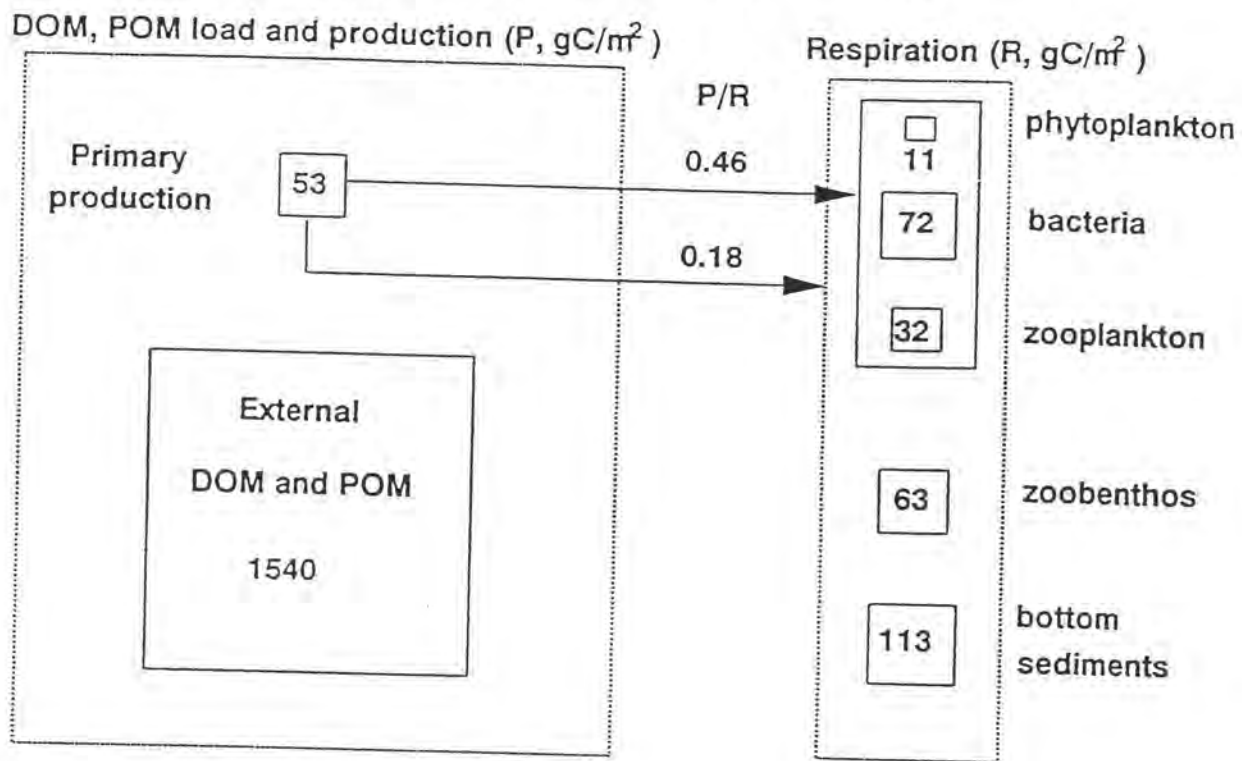 DOM, POM load and production (P, gC/m²)
Respiration (R, gC/m²)
P/R
Primary
production
53
0.46
0.18
11
phytoplankton
72
bacteria
32
zooplankton
External
DOM and POM
1540
63
zoobenthos
113
bottom
sediments